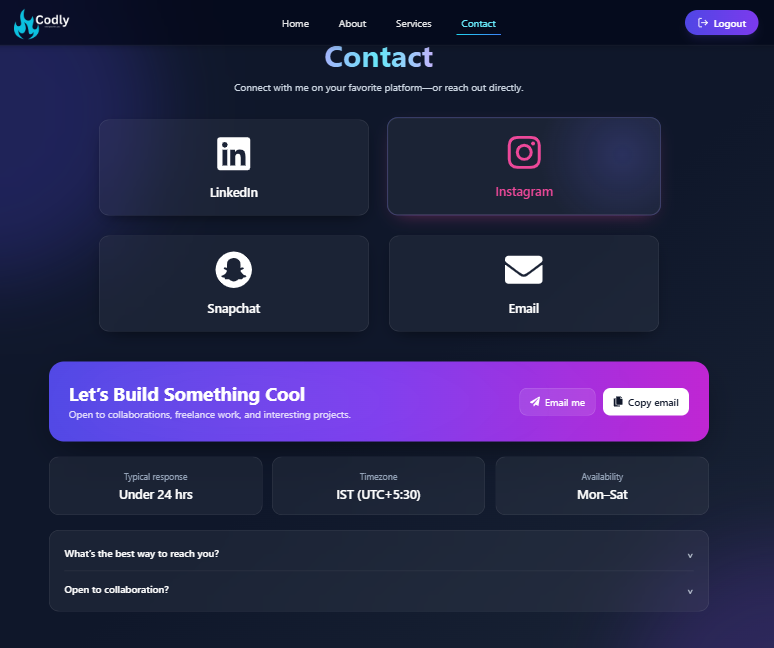 Codly
Home About Services Contact Logout
Contact
Connect with me on your favorite platform—or reach out directly.
LinkedIn Instagram
Snapchat Email
Let's Build Something Cool
Open to collaborations, freelance work, and interesting projects.
Email me Copy email
Typical response Timezone Availability
Under 24 hrs IST (UTC+5:30) Mon–Sat
What's the best way to reach you?
Open to collaboration?